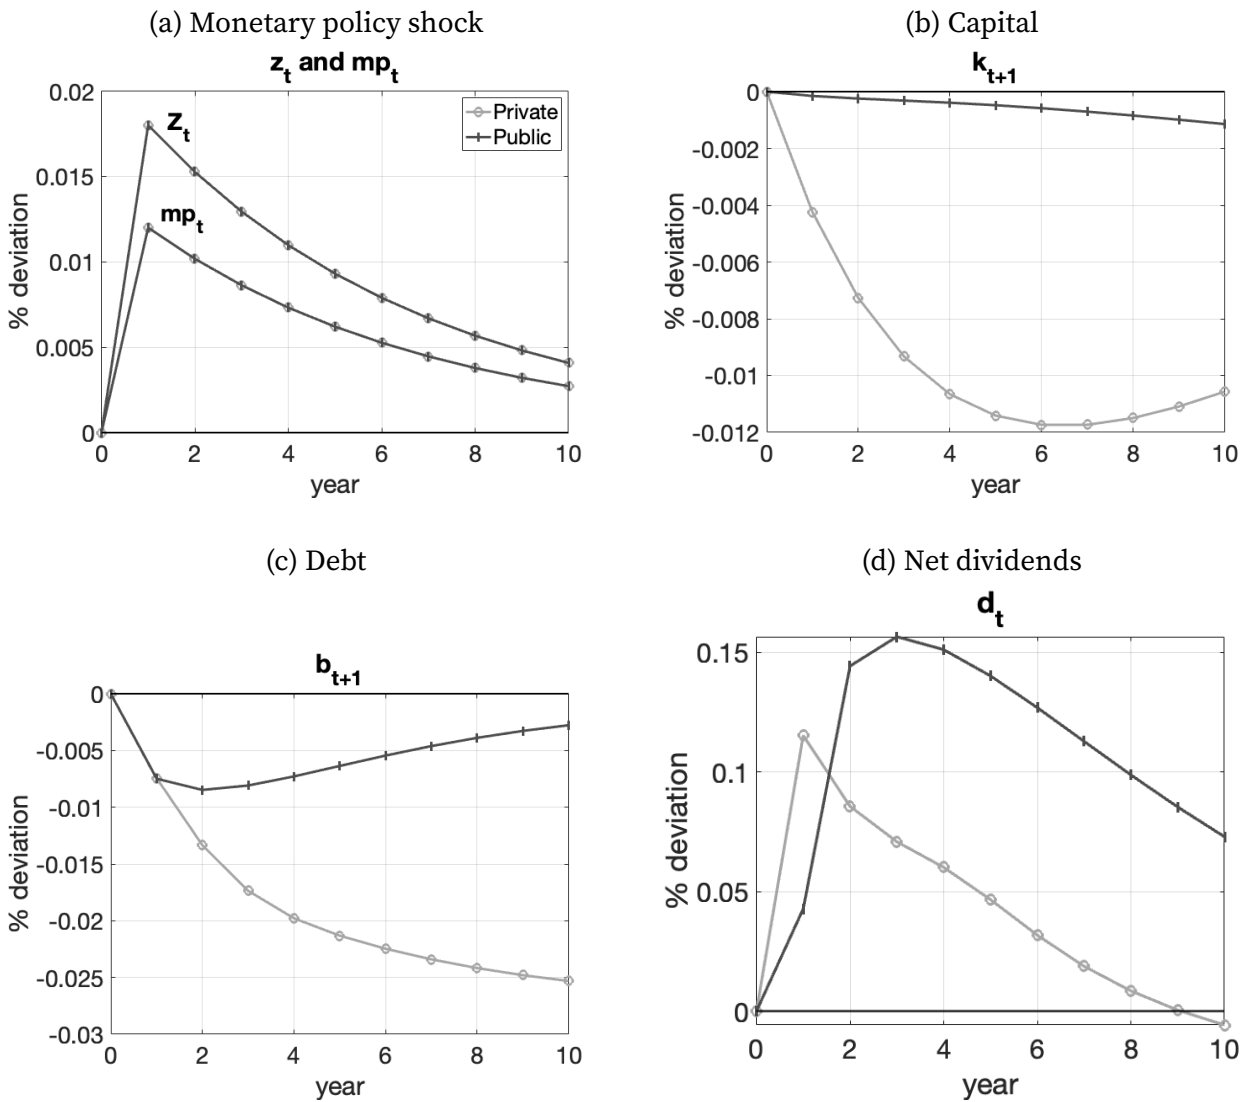 (a) Monetary policy shock
z_t and mp_t
% deviation
0.02
0.015
0.01
0.005
0
z_t
mp_t
Private
Public
0 2 4 6 8 10
year
(b) Capital
k_{t+1}
% deviation
0
-0.002
-0.004
-0.006
-0.008
-0.01
-0.012
0 2 4 6 8 10
year
(c) Debt
b_{t+1}
% deviation
0
-0.005
-0.01
-0.015
-0.02
-0.025
-0.03
0 2 4 6 8 10
year
(d) Net dividends
d_t
% deviation
0.15
0.1
0.05
0
0 2 4 6 8 10
year